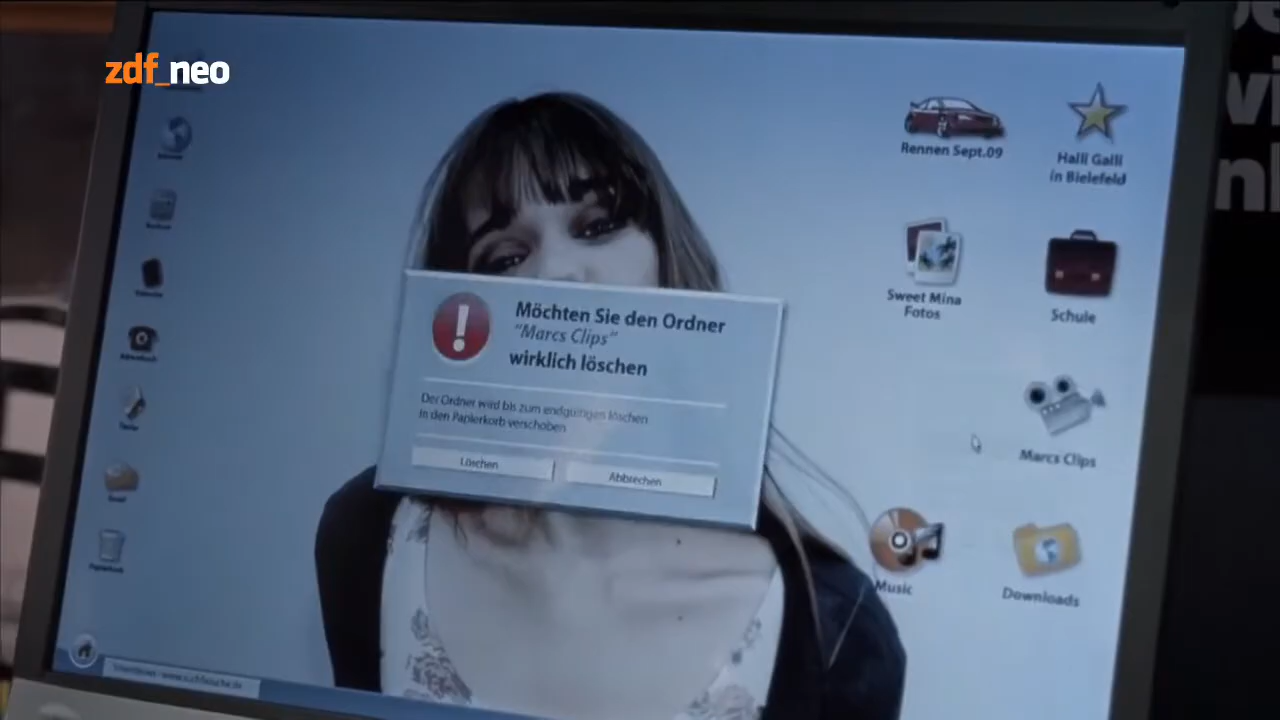 zdf_neo
Rennen Sept.09
Halli Galli
in Bielefeld
Sweet Mina
Fotos
Schule
Möchten Sie den Ordner
"Marcs Clips"
wirklich löschen
Der Ordner wird bis zum endgültigen löschen
in den Papierkorb verschoben
Löschen
Abbrechen
Marcs Clips
Music
Downloads
Papierkorb